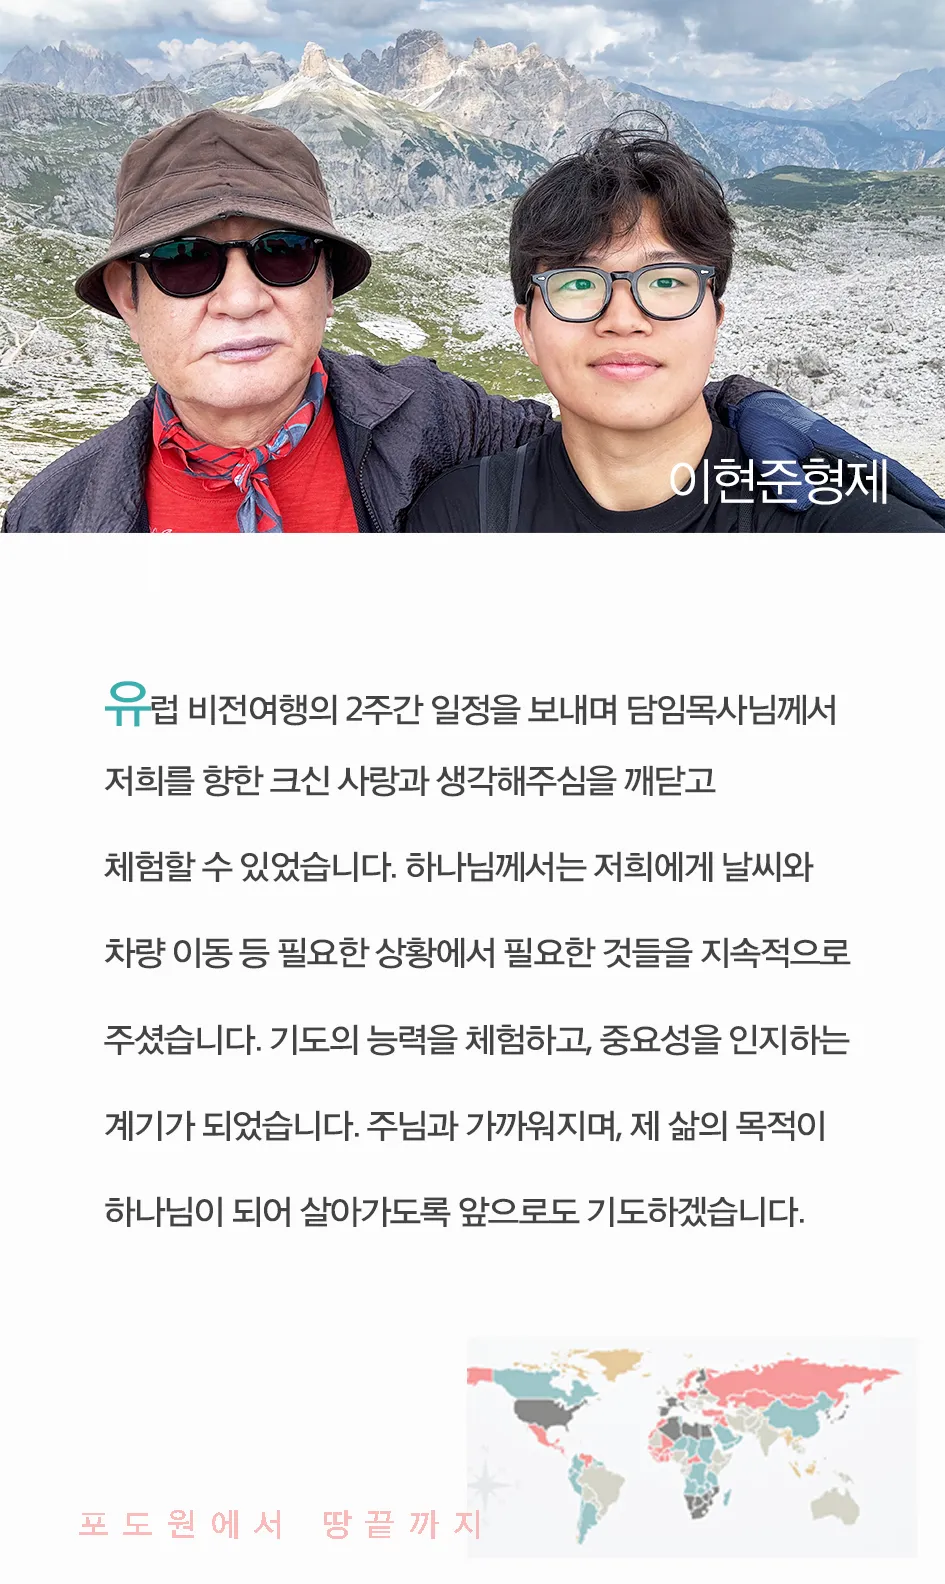 이현준형제
유럽 비전여행의 2주간 일정을 보내며 담임목사님께서
저희를 향한 크신 사랑과 생각해주심을 깨닫고
체험할 수 있었습니다. 하나님께서는 저희에게 날씨와
차량 이동 등 필요한 상황에서 필요한 것들을 지속적으로
주셨습니다. 기도의 능력을 체험하고, 중요성을 인지하는
계기가 되었습니다. 주님과 가까워지며, 제 삶의 목적이
하나님이 되어 살아가도록 앞으로도 기도하겠습니다.
포도원에서 땅끝까지